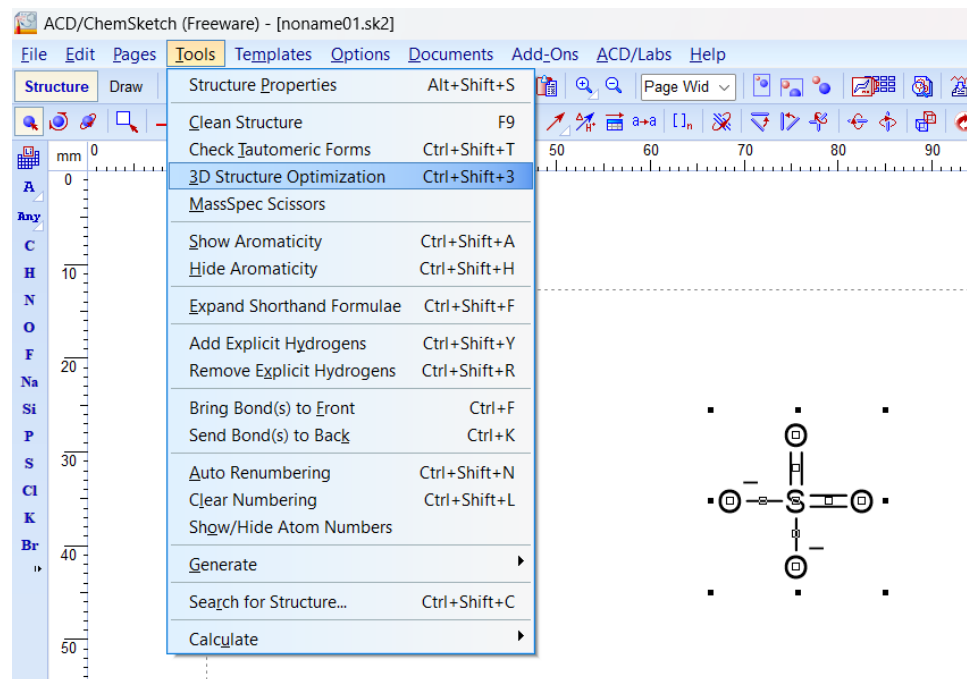 ACD/ChemSketch (Freeware) - [noname01.sk2]
File Edit Pages Tools Templates Options Documents Add-Ons ACD/Labs Help
Structure Draw Page Wid
mm 0 50 60 70 80 90
Structure Properties Alt+Shift+S
Clean Structure F9
Check Tautomeric Forms Ctrl+Shift+T
3D Structure Optimization Ctrl+Shift+3
MassSpec Scissors
Show Aromaticity Ctrl+Shift+A
Hide Aromaticity Ctrl+Shift+H
Expand Shorthand Formulae Ctrl+Shift+F
Add Explicit Hydrogens Ctrl+Shift+Y
Remove Explicit Hydrogens Ctrl+Shift+R
Bring Bond(s) to Front Ctrl+F
Send Bond(s) to Back Ctrl+K
Auto Renumbering Ctrl+Shift+N
Clear Numbering Ctrl+Shift+L
Show/Hide Atom Numbers
Generate
Search for Structure... Ctrl+Shift+C
Calculate
A
Any
C
H
N
O
F
Na
Si
P
S
Cl
K
Br
0
10
20
30
40
50
O
O S O
O